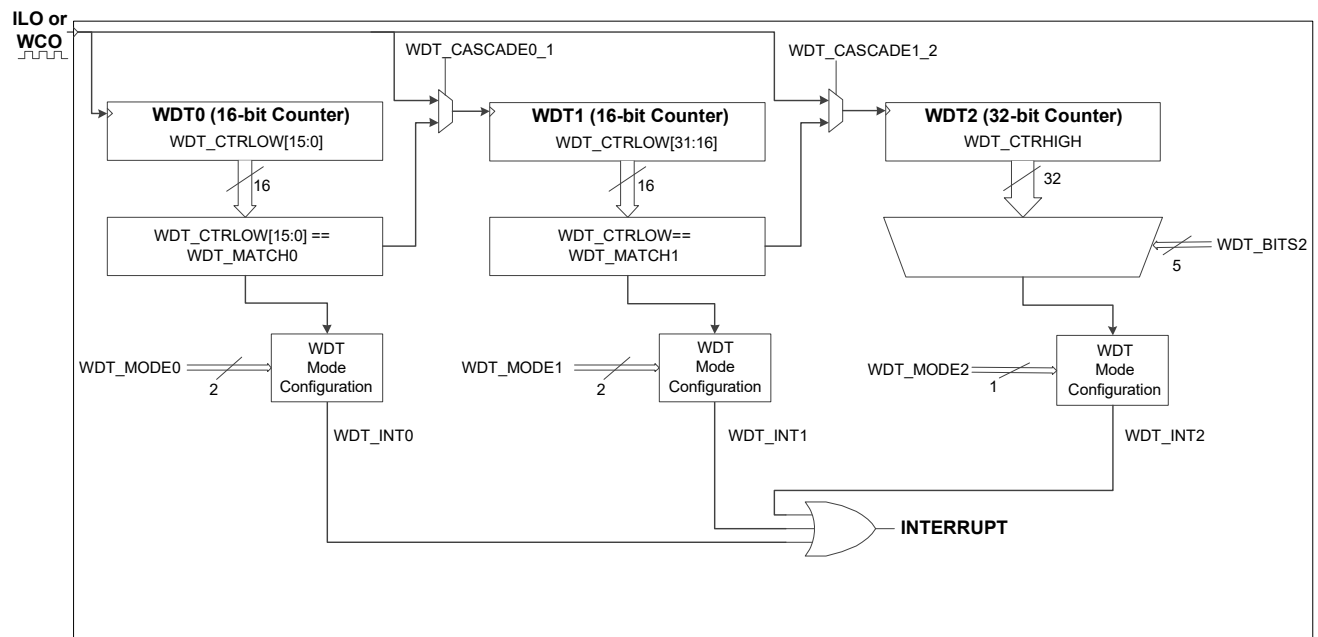 ILO or
WCO
WDT_CASCADE0_1
WDT_CASCADE1_2
WDT0 (16-bit Counter)
WDT_CTRLOW[15:0]
WDT1 (16-bit Counter)
WDT_CTRLOW[31:16]
WDT2 (32-bit Counter)
WDT_CTRHIGH
16
16
32
WDT_CTRLOW[15:0] ==
WDT_MATCH0
WDT_CTRLOW==
WDT_MATCH1
WDT_BITS2
5
WDT_MODE0
2
WDT
Mode
Configuration
WDT_MODE1
2
WDT
Mode
Configuration
WDT_MODE2
1
WDT
Mode
Configuration
WDT_INT0
WDT_INT1
WDT_INT2
INTERRUPT